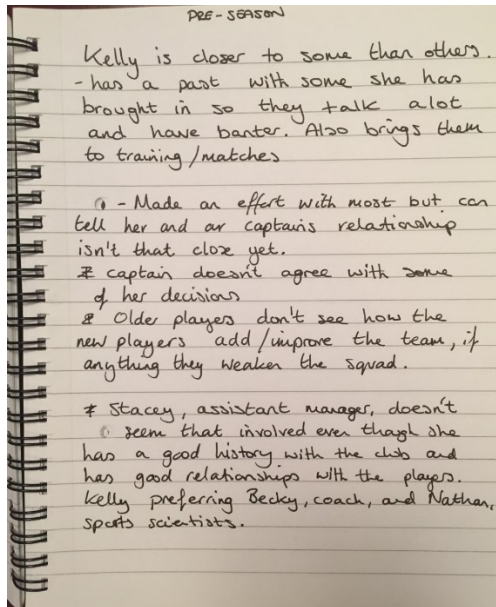 PRE-SEASON
Kelly is closer to some than others.
- has a past with some she has
brought in so they talk alot
and have banter. Also brings them
to training/matches
- Made an effort with most but can
tell her and our captains relationship
isn't that close yet.
* captain doesn't agree with some
of her decisions
* Older players don't see how the
new players add/improve the team, if
anything they weaken the squad.
* Stacey, assistant manager, doesn't
seem that involved even though she
has a good history with the club and
has good relationships with the players.
Kelly preferring Becky, coach, and Nathan,
sports scientists.